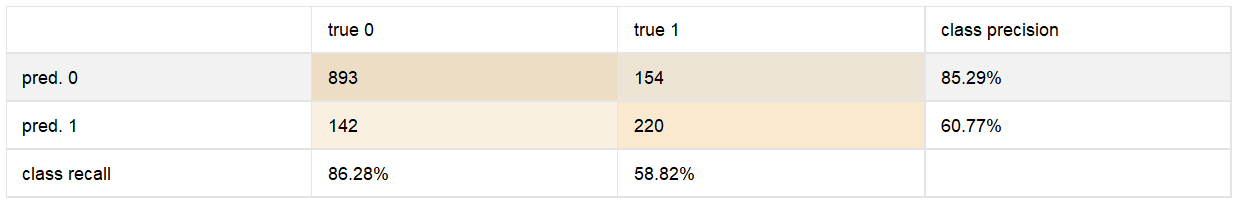 true 0 true 1 class precision
pred. 0 893 154 85.29%
pred. 1 142 220 60.77%
class recall 86.28% 58.82%